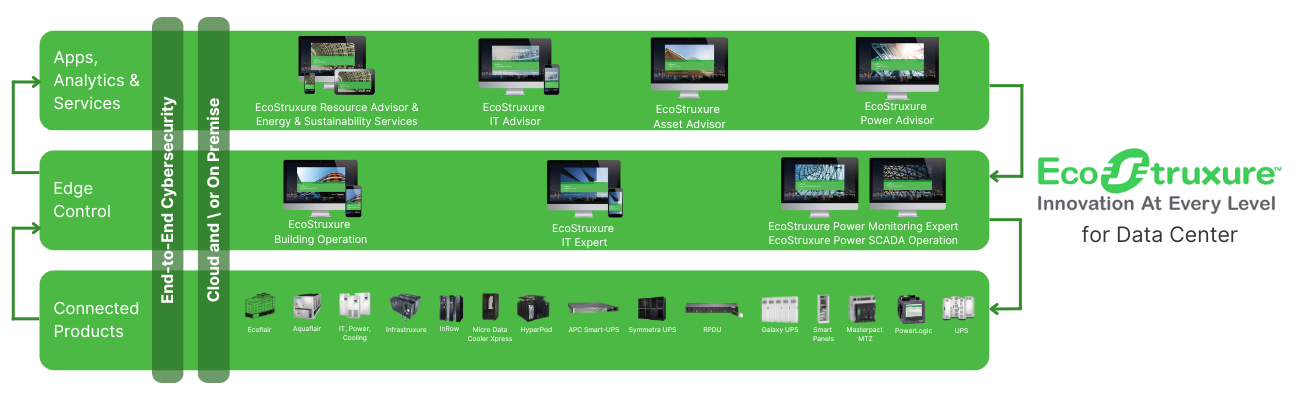 Apps,
Analytics &
Services
End-to-End Cybersecurity
Cloud and \ or On Premise
EcoStruxure Resource Advisor &
Energy & Sustainability Services
EcoStruxure
IT Advisor
EcoStruxure
Asset Advisor
EcoStruxure
Power Advisor
Edge
Control
EcoStruxure
Building Operation
EcoStruxure
IT Expert
EcoStruxure Power Monitoring Expert
EcoStruxure Power SCADA Operation
Connected
Products
Ecoflair
Aquaflair
IT, Power,
Cooling
Infrastruxure
InRow
Micro Data
Cooler Xpress
HyperPod
APC Smart-UPS
Symmetra UPS
RPDU
Galaxy UPS
Smart
Panels
Masterpact
MTZ
PowerLogic
UPS
EcoStruxure™
Innovation At Every Level
for Data Center